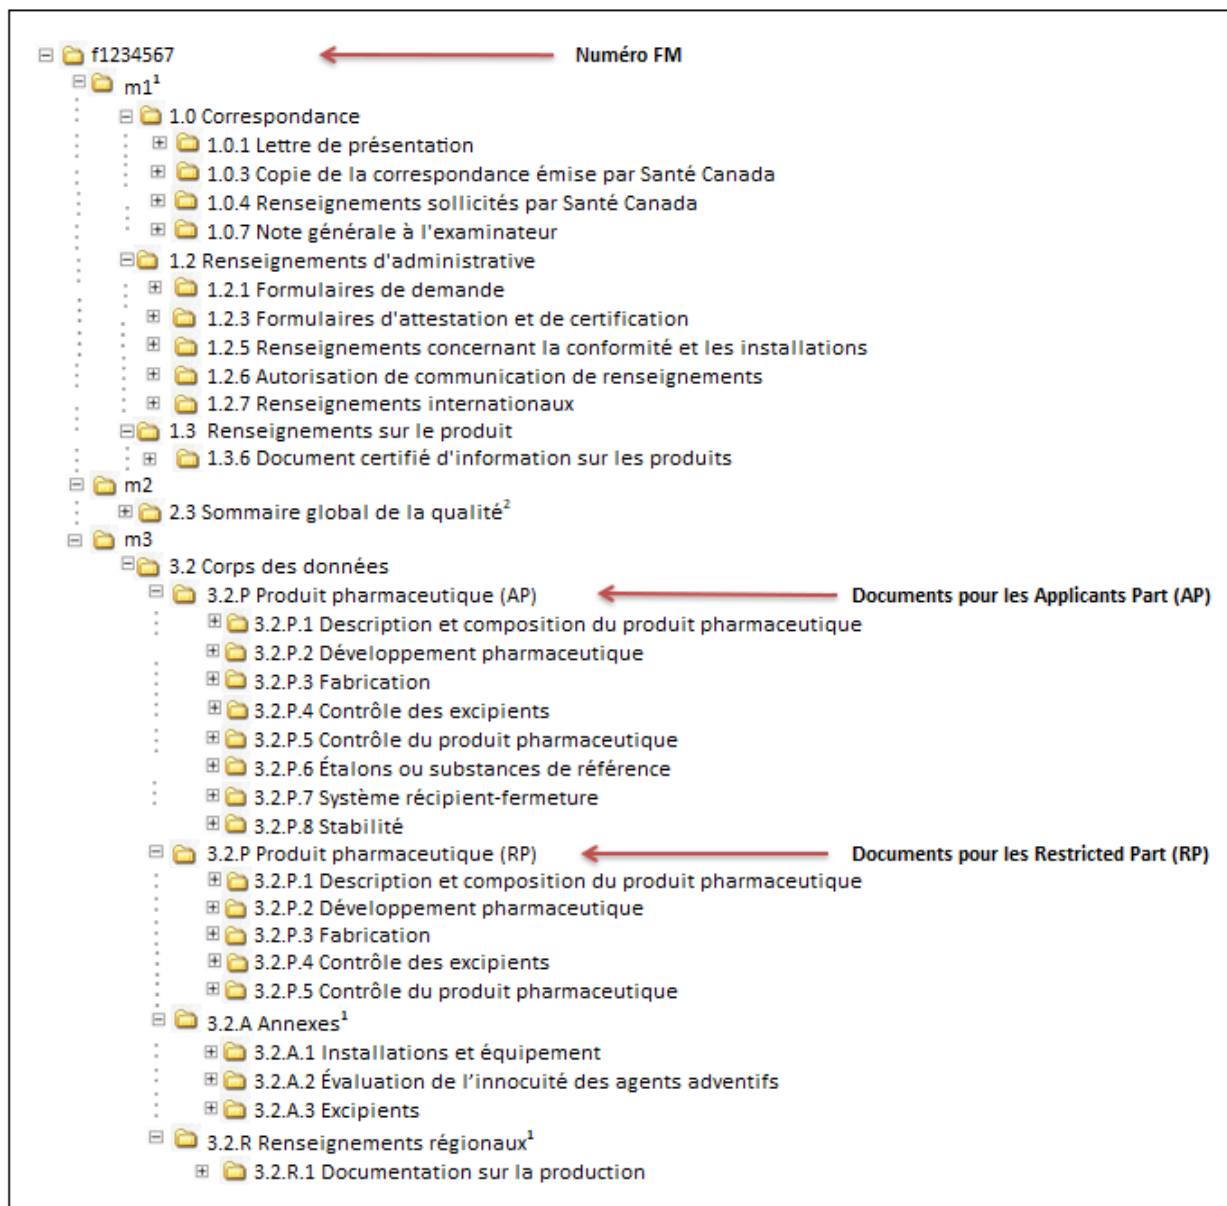 f1234567 Numéro FM
m1¹
1.0 Correspondance
1.0.1 Lettre de présentation
1.0.3 Copie de la correspondance émise par Santé Canada
1.0.4 Renseignements sollicités par Santé Canada
1.0.7 Note générale à l'examinateur
1.2 Renseignements d'administrative
1.2.1 Formulaires de demande
1.2.3 Formulaires d'attestation et de certification
1.2.5 Renseignements concernant la conformité et les installations
1.2.6 Autorisation de communication de renseignements
1.2.7 Renseignements internationaux
1.3 Renseignements sur le produit
1.3.6 Document certifié d'information sur les produits
m2
2.3 Sommaire global de la qualité²
m3
3.2 Corps des données
3.2.P Produit pharmaceutique (AP) Documents pour les Applicants Part (AP)
3.2.P.1 Description et composition du produit pharmaceutique
3.2.P.2 Développement pharmaceutique
3.2.P.3 Fabrication
3.2.P.4 Contrôle des excipients
3.2.P.5 Contrôle du produit pharmaceutique
3.2.P.6 Étalons ou substances de référence
3.2.P.7 Système récipient-fermeture
3.2.P.8 Stabilité
3.2.P Produit pharmaceutique (RP) Documents pour les Restricted Part (RP)
3.2.P.1 Description et composition du produit pharmaceutique
3.2.P.2 Développement pharmaceutique
3.2.P.3 Fabrication
3.2.P.4 Contrôle des excipients
3.2.P.5 Contrôle du produit pharmaceutique
3.2.A Annexes¹
3.2.A.1 Installations et équipement
3.2.A.2 Évaluation de l’innocuité des agents adventifs
3.2.A.3 Excipients
3.2.R Renseignements régionaux¹
3.2.R.1 Documentation sur la production